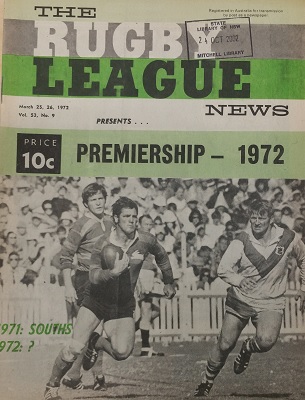 THE
RUGBY
LEAGUE
NEWS
Registered in Australia for transmission
by post as a newspaper.
STATE
LIBRARY OF NSW
24 OCT 2002
MITCHELL LIBRARY
March 25, 26, 1972
Vol. 53, No. 9
PRESENTS . . .
PRICE
10c
PREMIERSHIP – 1972
1971: SOUTHS
1972: ?